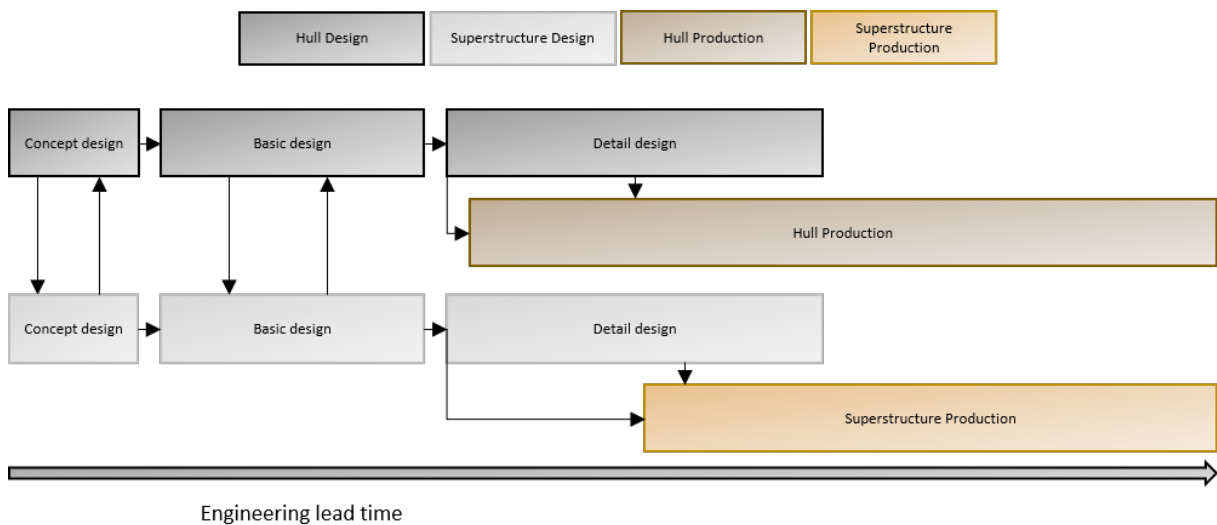 Hull Design
Superstructure Design
Hull Production
Superstructure
Production
Concept design
Basic design
Detail design
Hull Production
Concept design
Basic design
Detail design
Superstructure Production
Engineering lead time